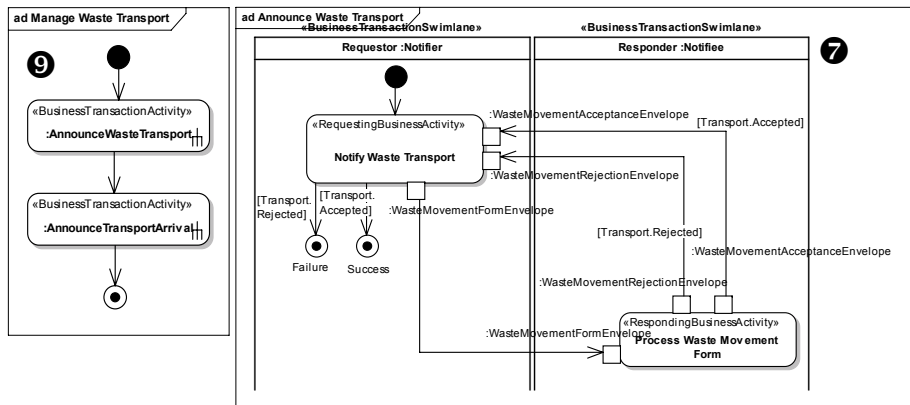 ad Manage Waste Transport
9
«BusinessTransactionActivity»
:AnnounceWasteTransport
«BusinessTransactionActivity»
:AnnounceTransportArrival
ad Announce Waste Transport
«BusinessTransactionSwimlane»
Requestor :Notifier
«BusinessTransactionSwimlane»
Responder :Notifiee
7
«RequestingBusinessActivity»
Notify Waste Transport
:WasteMovementAcceptanceEnvelope
[Transport.Accepted]
:WasteMovementRejectionEnvelope
[Transport.
Rejected]
[Transport.
Accepted]
:WasteMovementFormEnvelope
Failure
Success
[Transport.Rejected]
:WasteMovementAcceptanceEnvelope
:WasteMovementRejectionEnvelope
:WasteMovementFormEnvelope
«RespondingBusinessActivity»
Process Waste Movement
Form